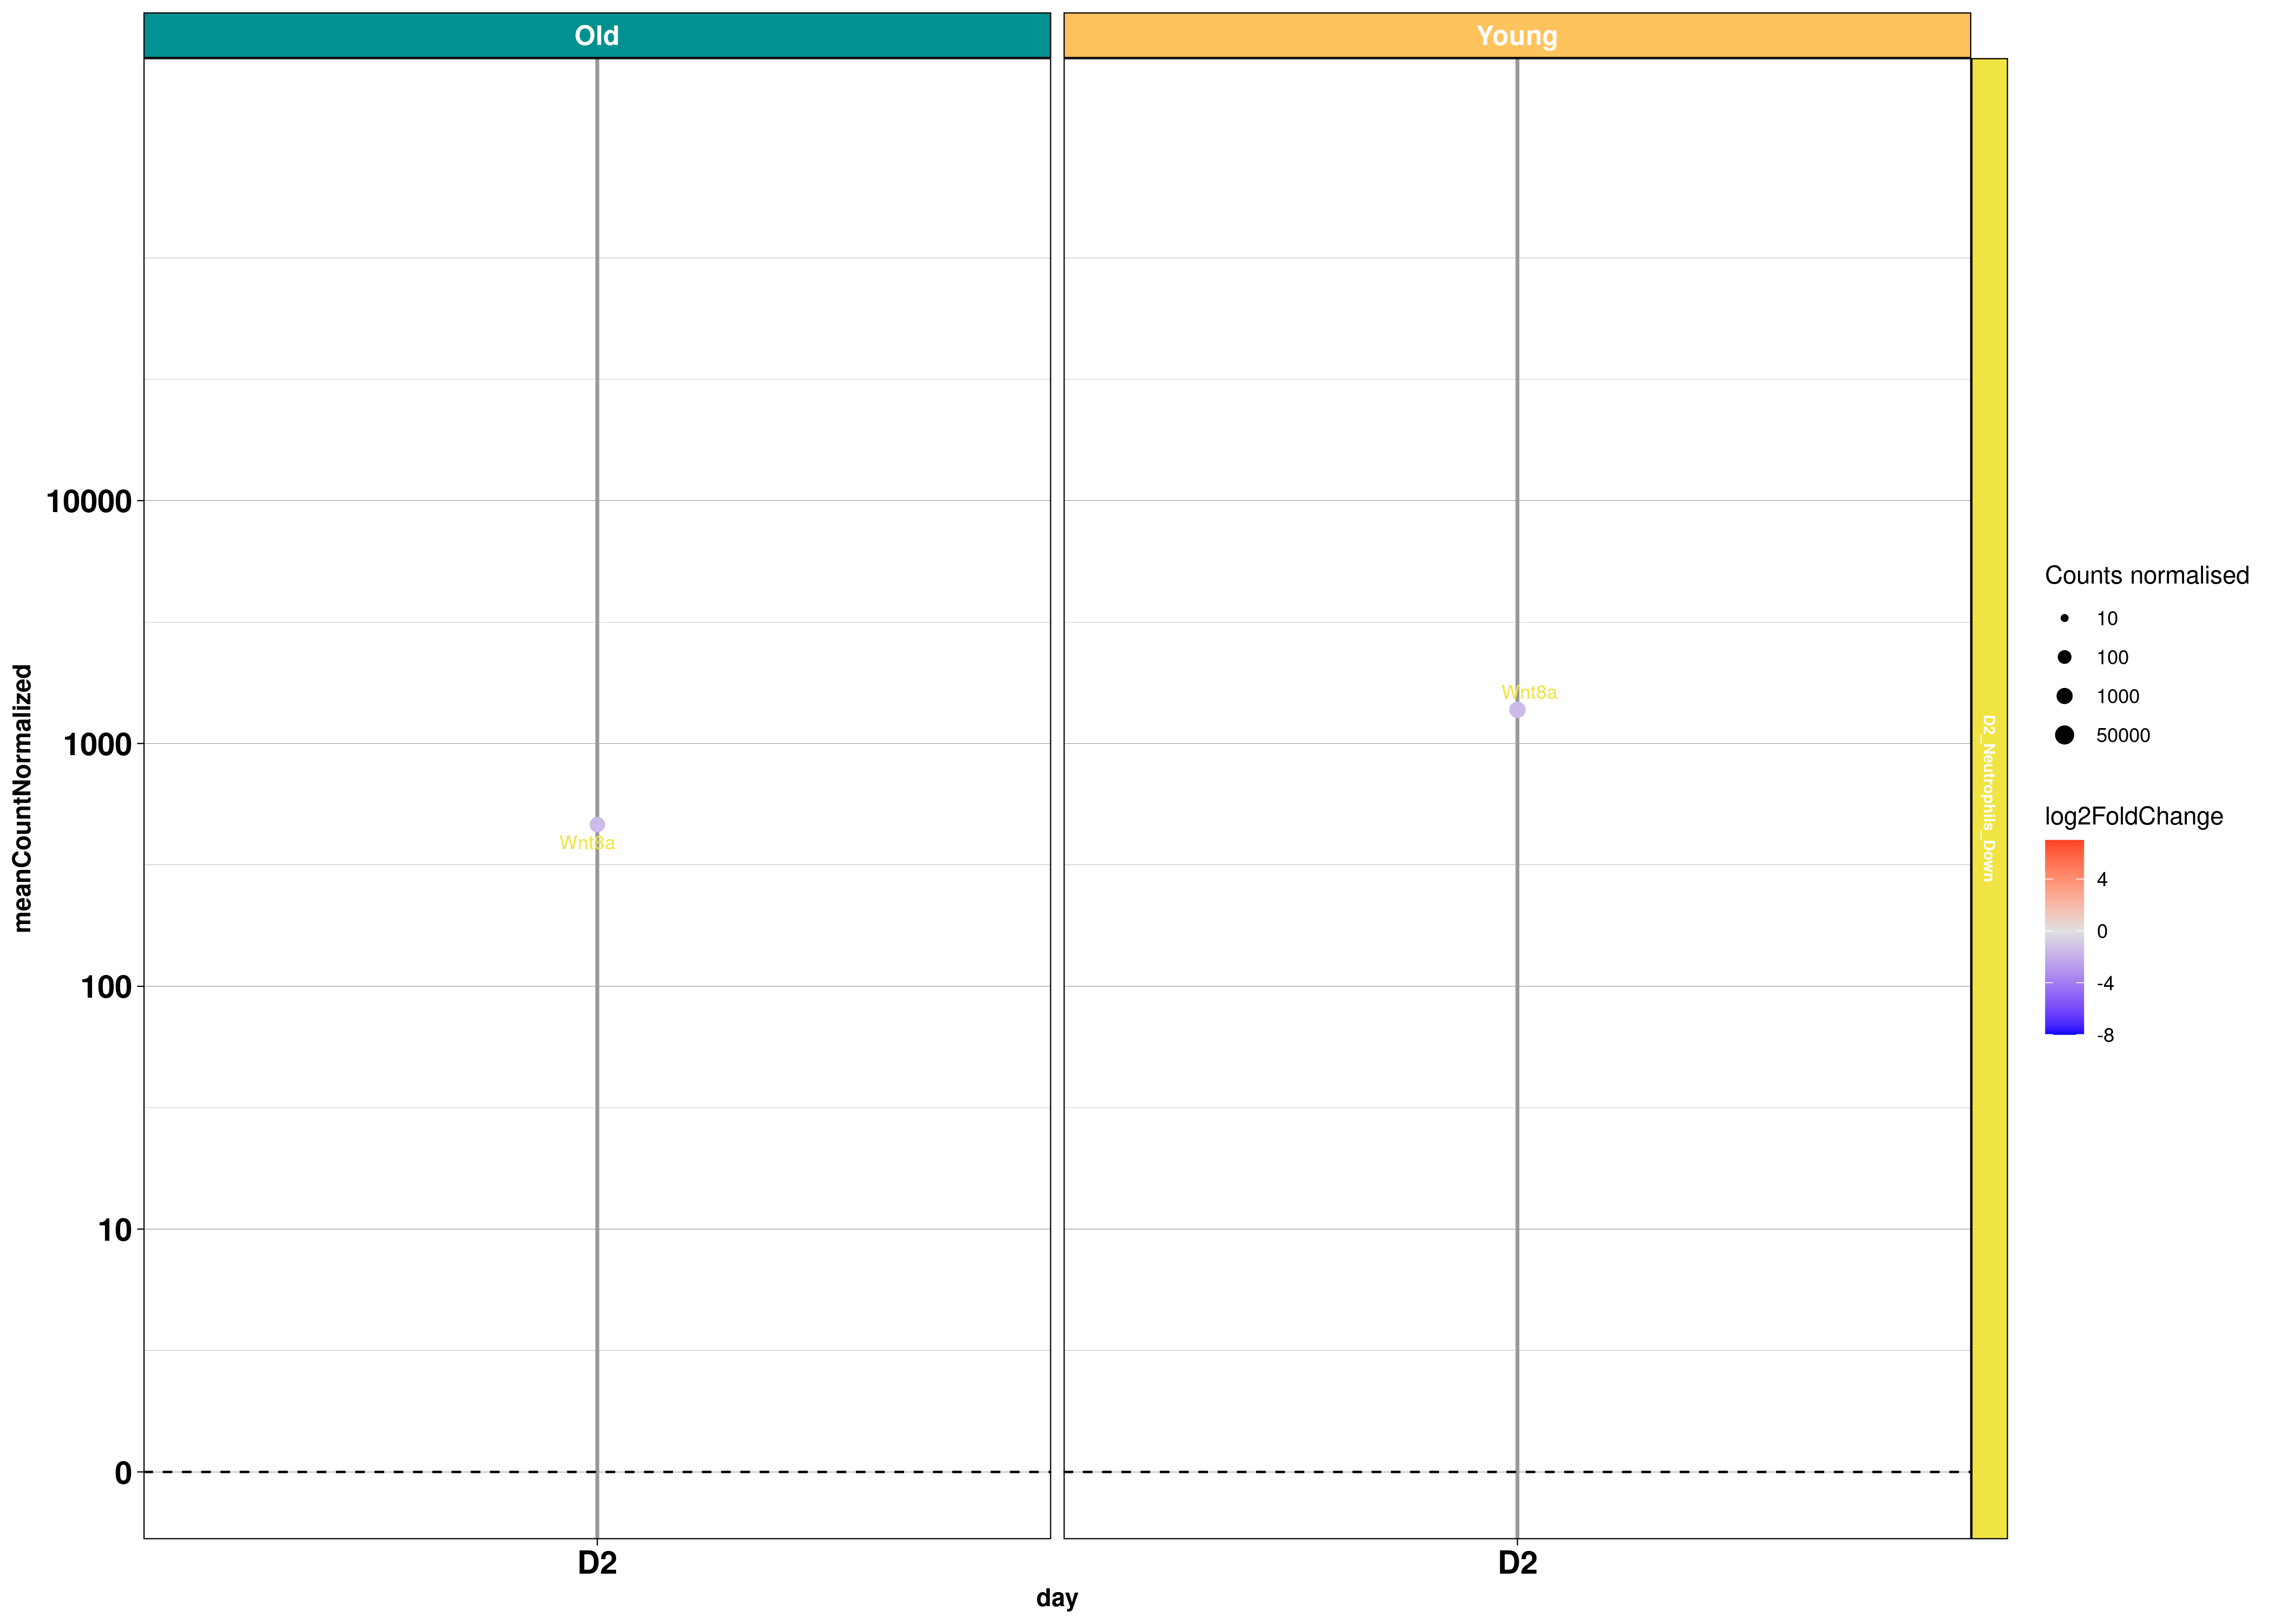 Old
Young
10000
1000
100
10
0
meanCountNormalized
Wnt8a
Wnt8a
D2_Neutrophils_Down
D2
D2
day
Counts normalised
10
100
1000
50000
log2FoldChange
4
0
-4
-8